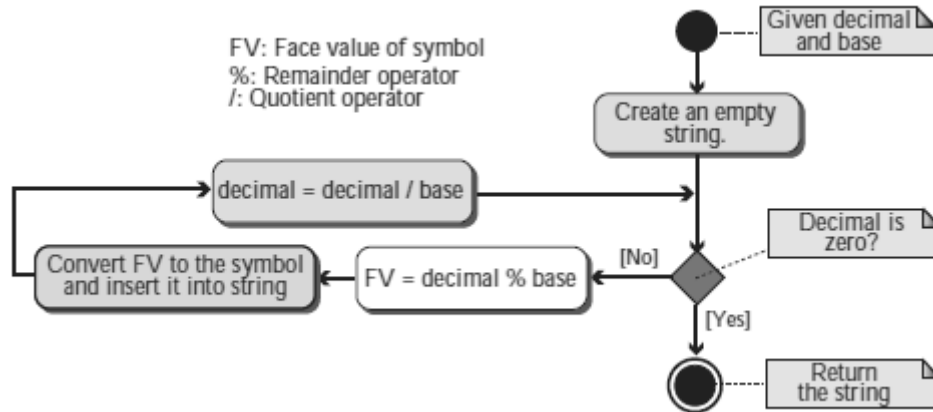 Given decimal
and base
FV: Face value of symbol
%: Remainder operator
/: Quotient operator
Create an empty
string.
decimal = decimal / base
Decimal is
zero?
[No]
Convert FV to the symbol
and insert it into string
FV = decimal % base
[Yes]
Return
the string